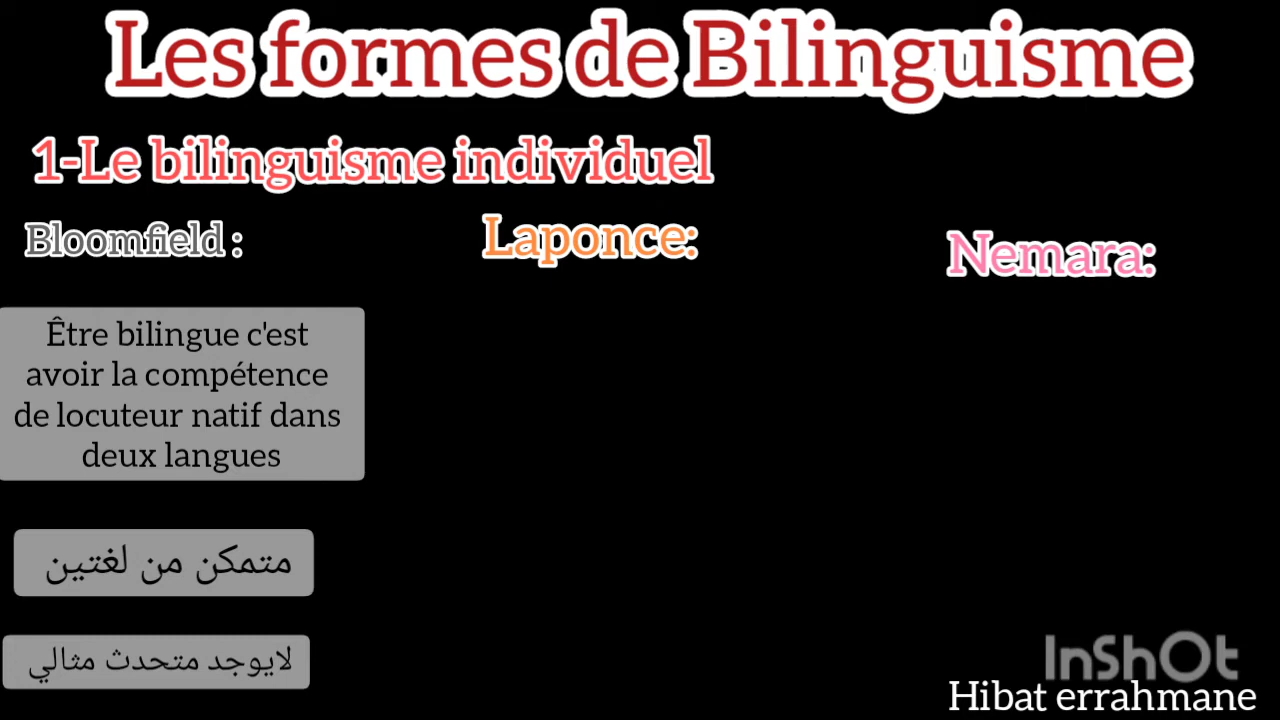 Les formes de Bilinguisme
1-Le bilinguisme individuel
Bloomfield :
Laponce:
Nemara:
Être bilingue c'est
avoir la compétence
de locuteur natif dans
deux langues
متمكن من لغتين
لايوجد متحدث مثالي
InShOt
Hibat errahmane